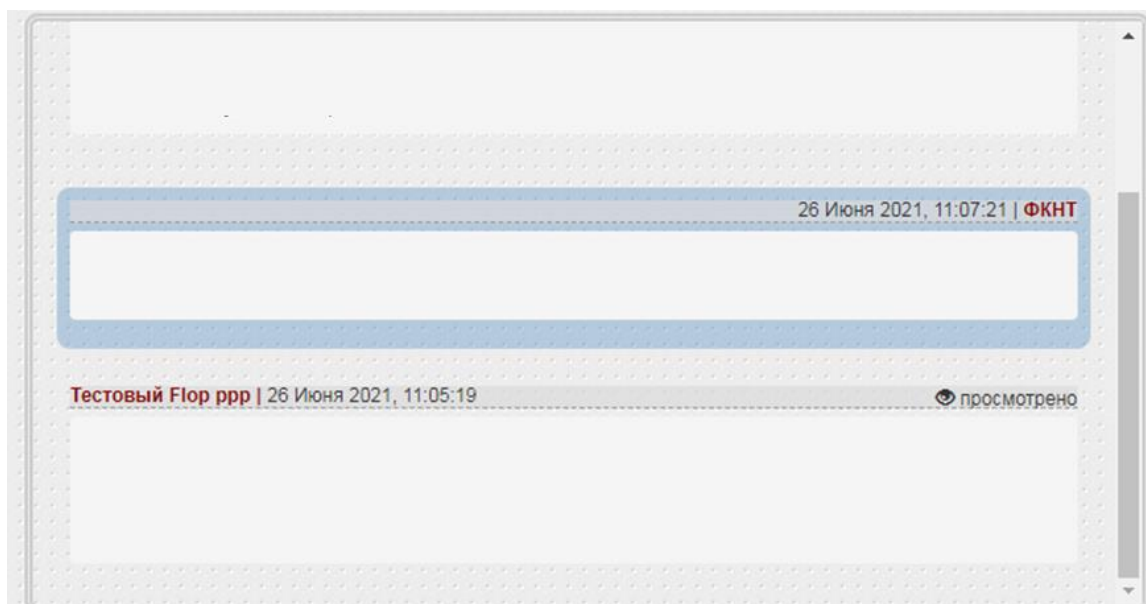 26 Июня 2021, 11:07:21 | ФКНТ
Тестовый Flop ppp | 26 Июня 2021, 11:05:19 просмотрено